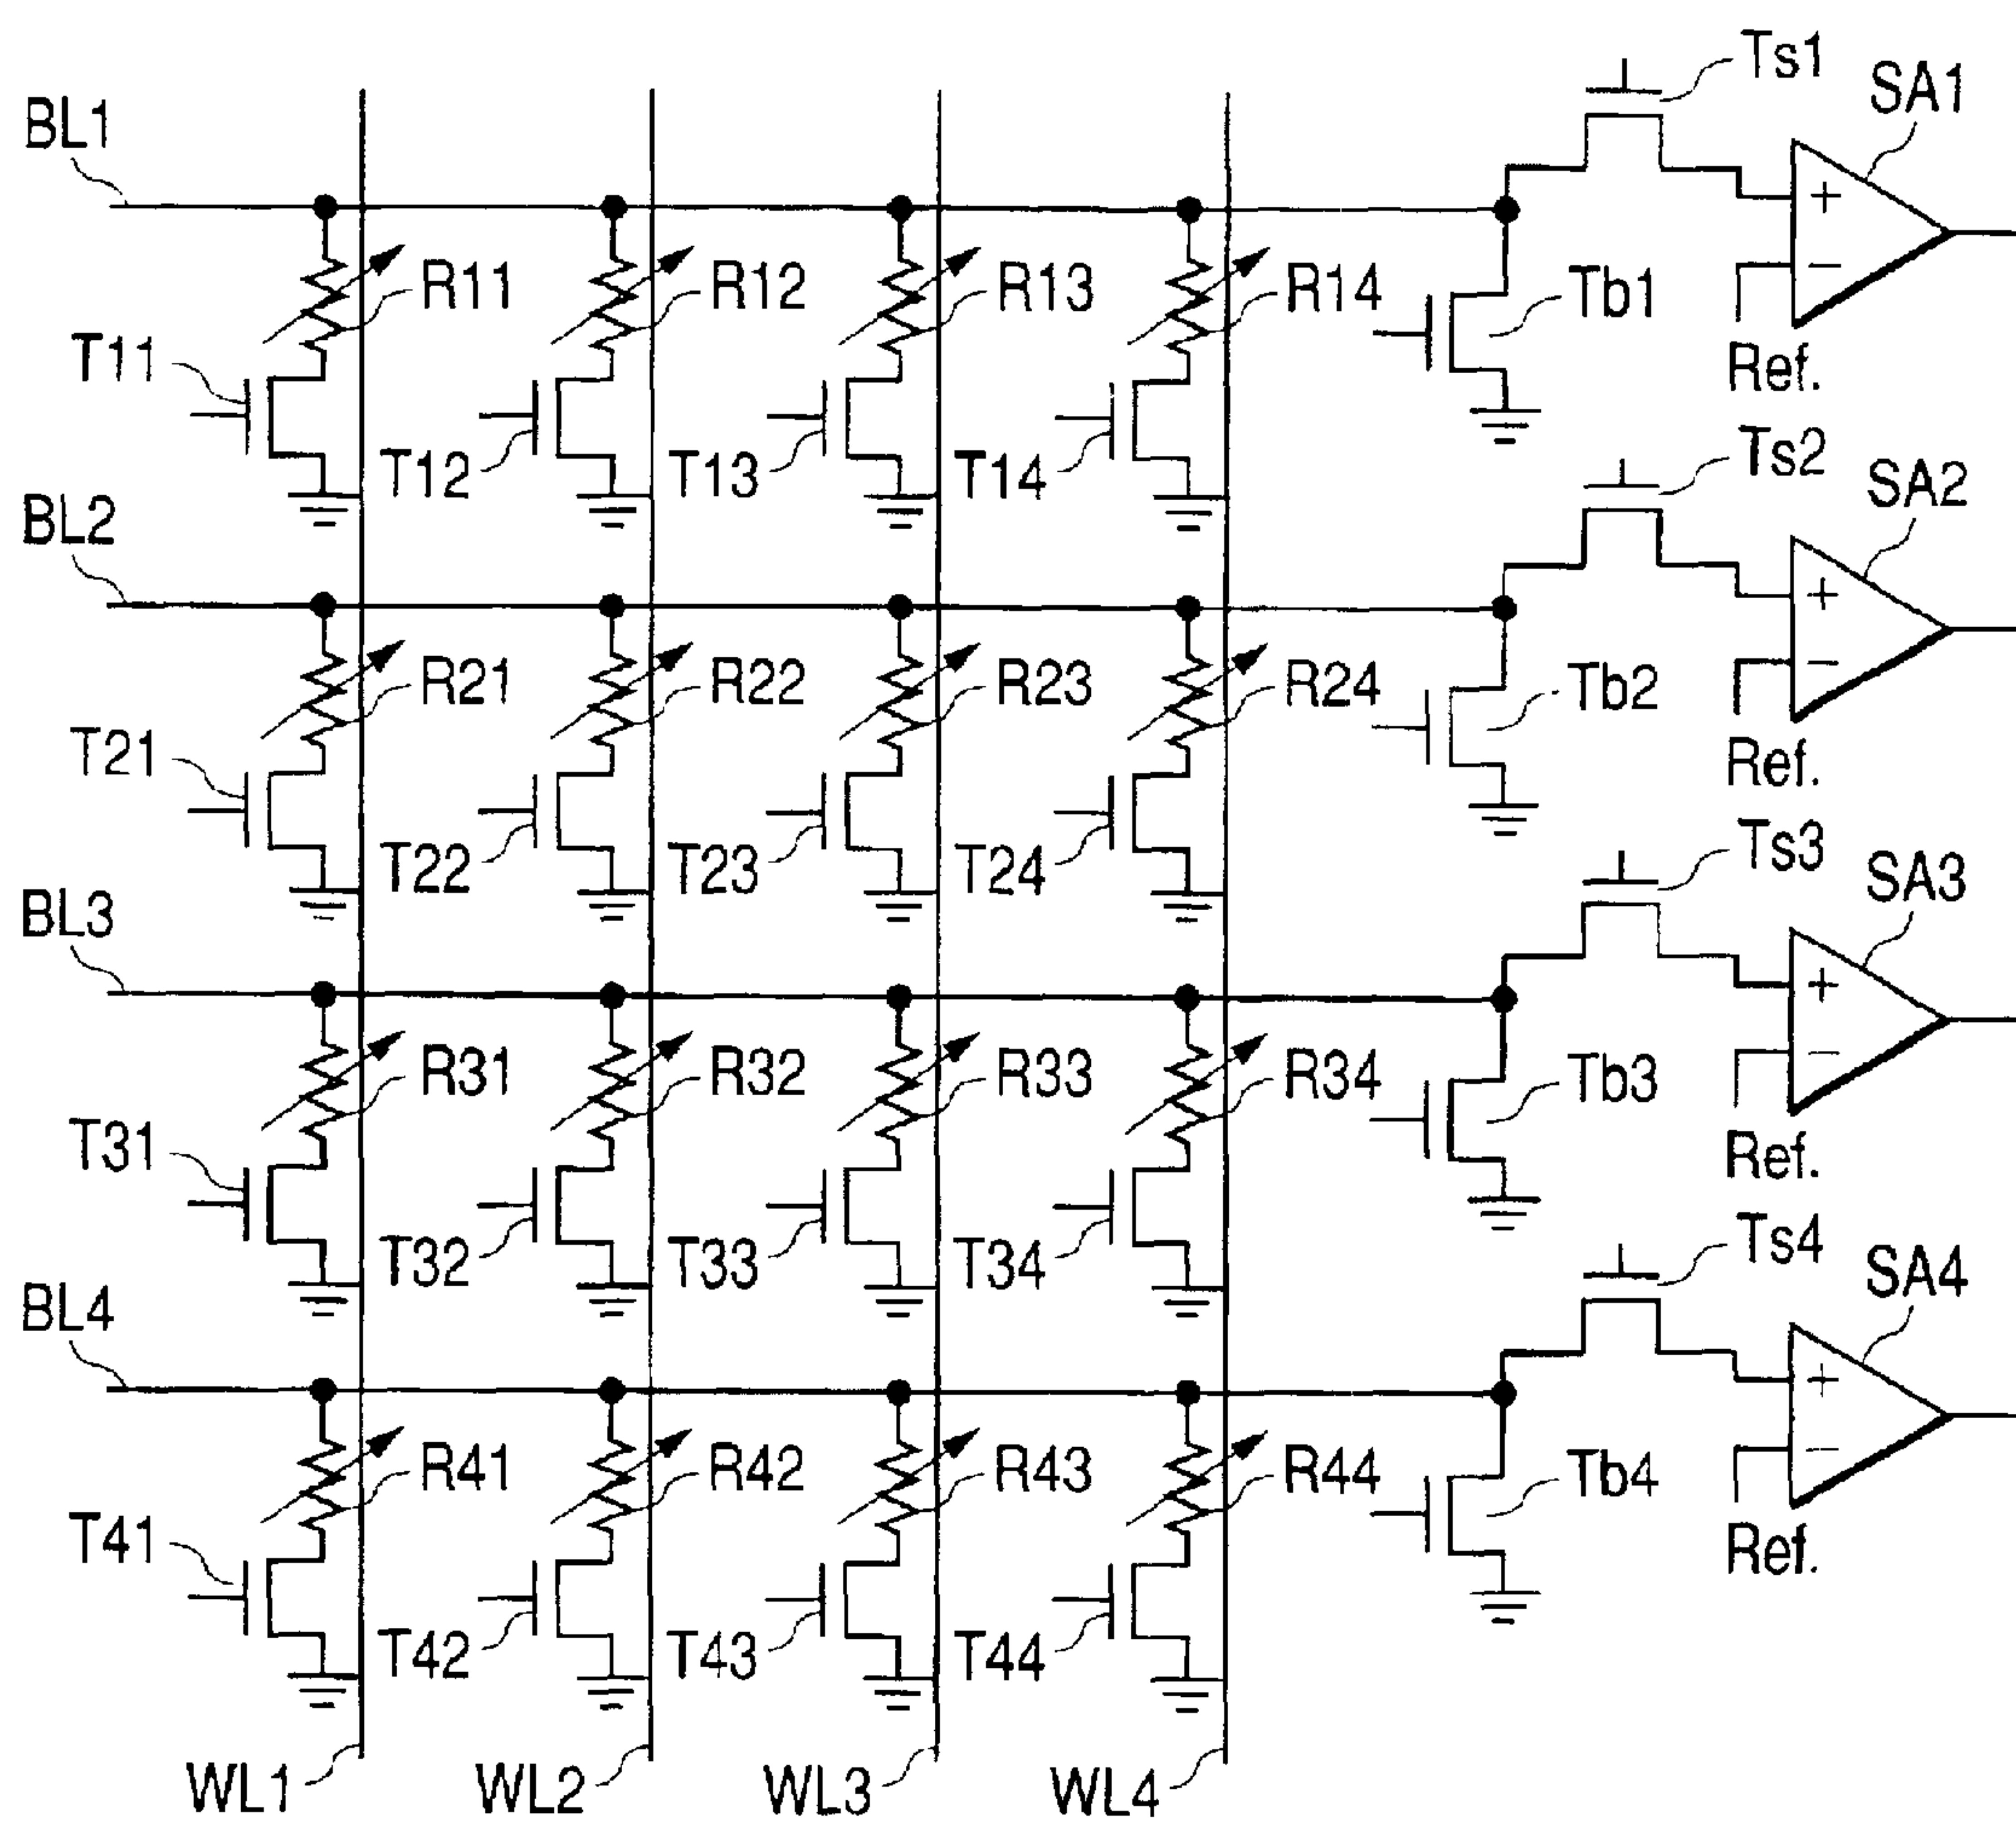 Ts1
SA1
BL1
+
R11 R12 R13 R14 Tb1
−
T11
Ref.
T12 T13 T14
Ts2
SA2
BL2
+
R21 R22 R23 R24 Tb2
−
T21
Ref.
T22 T23 T24
Ts3
SA3
BL3
+
R31 R32 R33 R34 Tb3
−
T31
Ref.
T32 T33 T34
Ts4
SA4
BL4
+
R41 R42 R43 R44 Tb4
−
T41
Ref.
T42 T43 T44
WL1 WL2 WL3 WL4